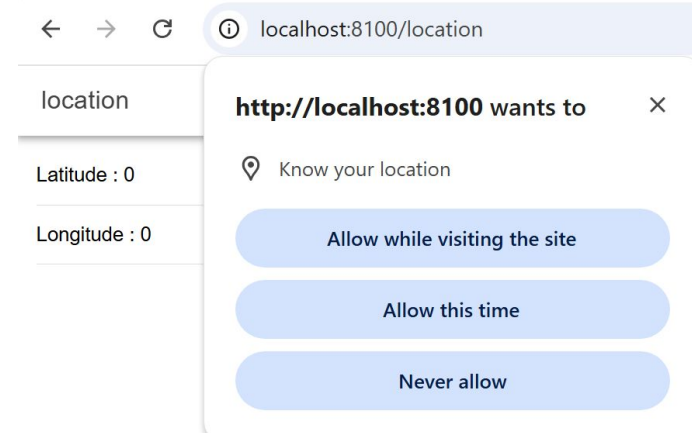 localhost:8100/location
location
http://localhost:8100 wants to
Know your location
Latitude : 0
Longitude : 0
Allow while visiting the site
Allow this time
Never allow